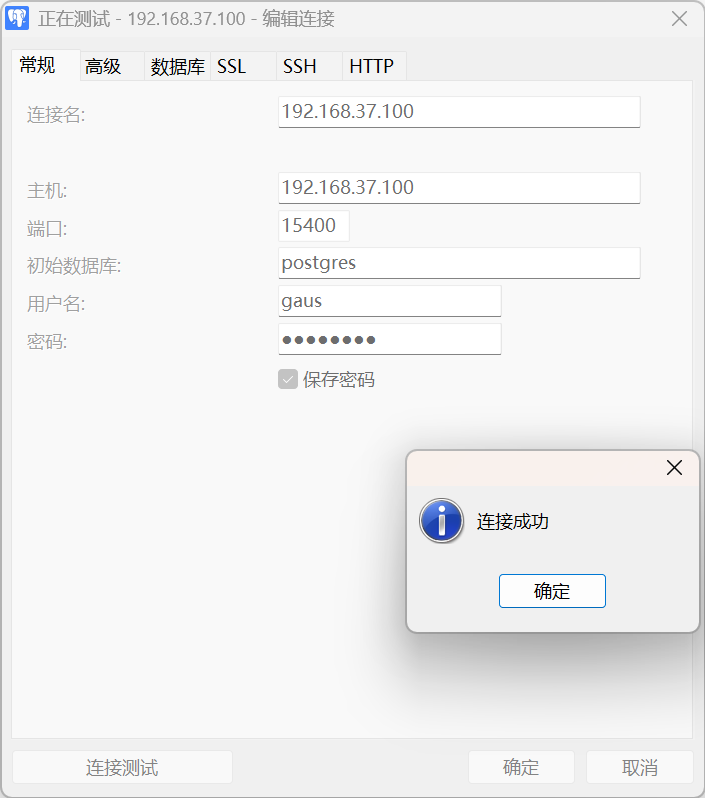 正在测试 - 192.168.37.100 - 编辑连接
常规 高级 数据库 SSL SSH HTTP
连接名: 192.168.37.100
主机: 192.168.37.100
端口: 15400
初始数据库: postgres
用户名: gaus
密码: ●●●●●●●●
保存密码
连接成功
确定
连接测试 确定 取消